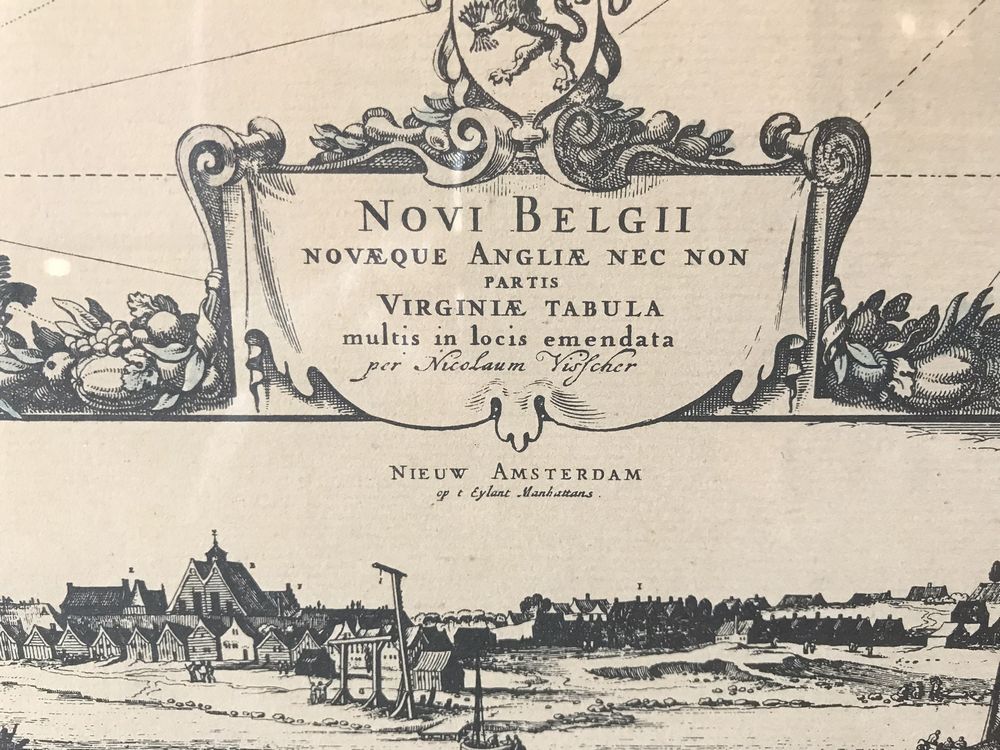 NOVI BELGII
NOVÆQUE ANGLIÆ NEC NON
PARTIS
VIRGINIÆ TABULA
multis in locis emendata
per Nicolaum Visscher
NIEUW AMSTERDAM
op t Eylant Manhattans.